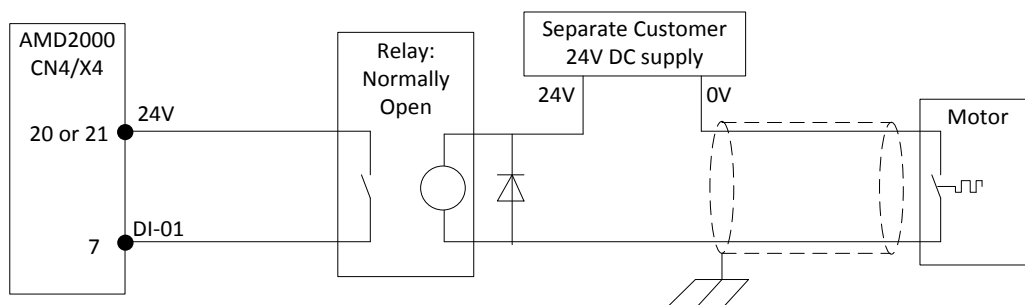 AMD2000
CN4/X4
24V
20 or 21
DI-01
7
Relay:
Normally
Open
Separate Customer
24V DC supply
24V
0V
Motor